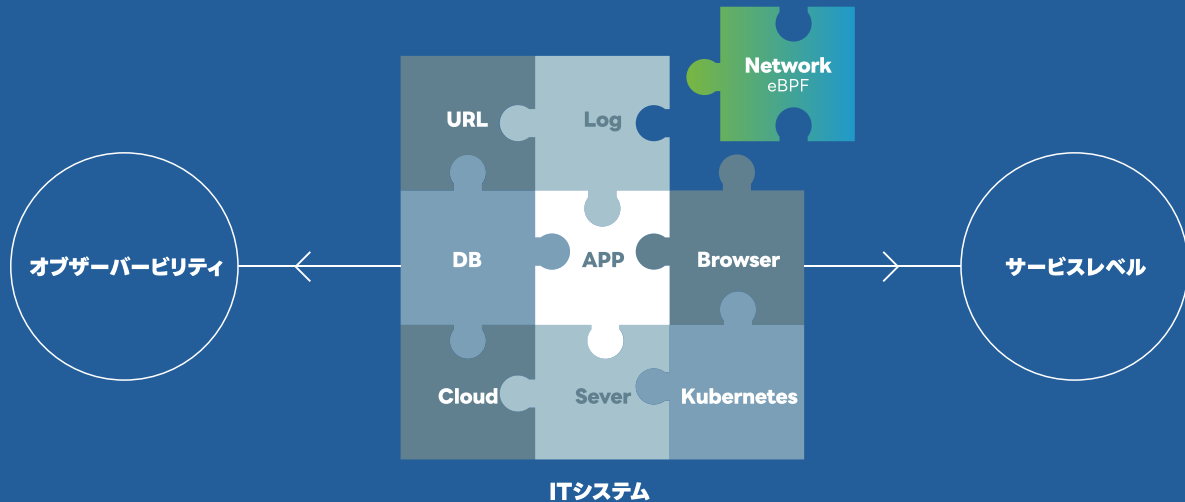 Network
eBPF
URL
Log
オブザーバービリティ
DB
APP
Browser
サービスレベル
Cloud
Sever
Kubernetes
ITシステム